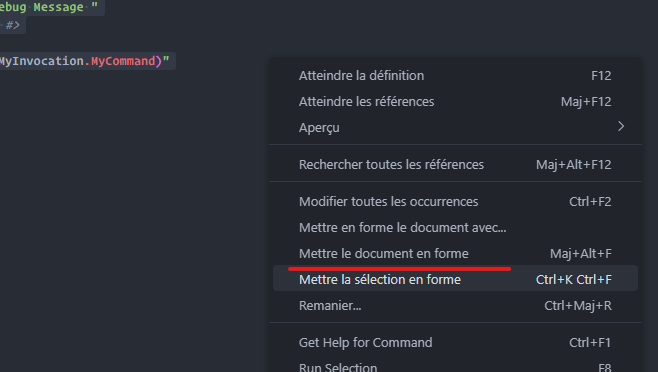 ebug Message "
#>
MyInvocation.MyCommand)"
Atteindre la définition F12
Atteindre les références Maj+F12
Aperçu
Rechercher toutes les références Maj+Alt+F12
Modifier toutes les occurrences Ctrl+F2
Mettre en forme le document avec...
Mettre le document en forme Maj+Alt+F
Mettre la sélection en forme Ctrl+K Ctrl+F
Remanier... Ctrl+Maj+R
Get Help for Command Ctrl+F1
Run Selection F8